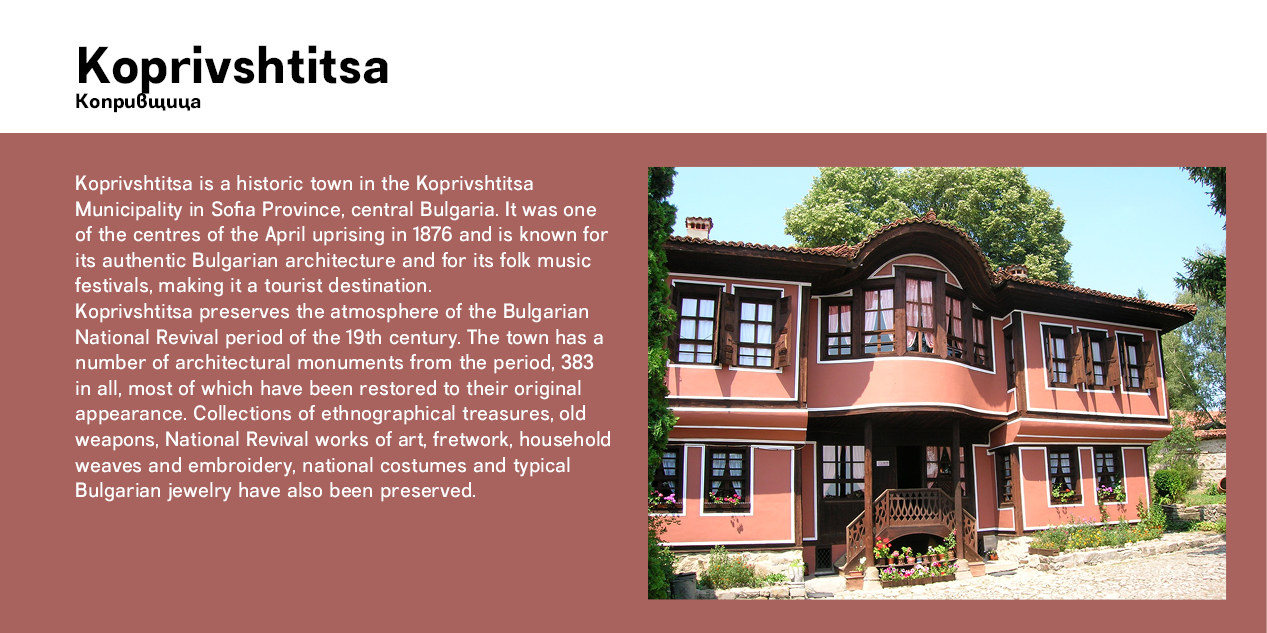 Koprivshtitsa
Копривщица
Koprivshtitsa is a historic town in the Koprivshtitsa
Municipality in Sofia Province, central Bulgaria. It was one
of the centres of the April uprising in 1876 and is known for
its authentic Bulgarian architecture and for its folk music
festivals, making it a tourist destination.
Koprivshtitsa preserves the atmosphere of the Bulgarian
National Revival period of the 19th century. The town has a
number of architectural monuments from the period, 383
in all, most of which have been restored to their original
appearance. Collections of ethnographical treasures, old
weapons, National Revival works of art, fretwork, household
weaves and embroidery, national costumes and typical
Bulgarian jewelry have also been preserved.